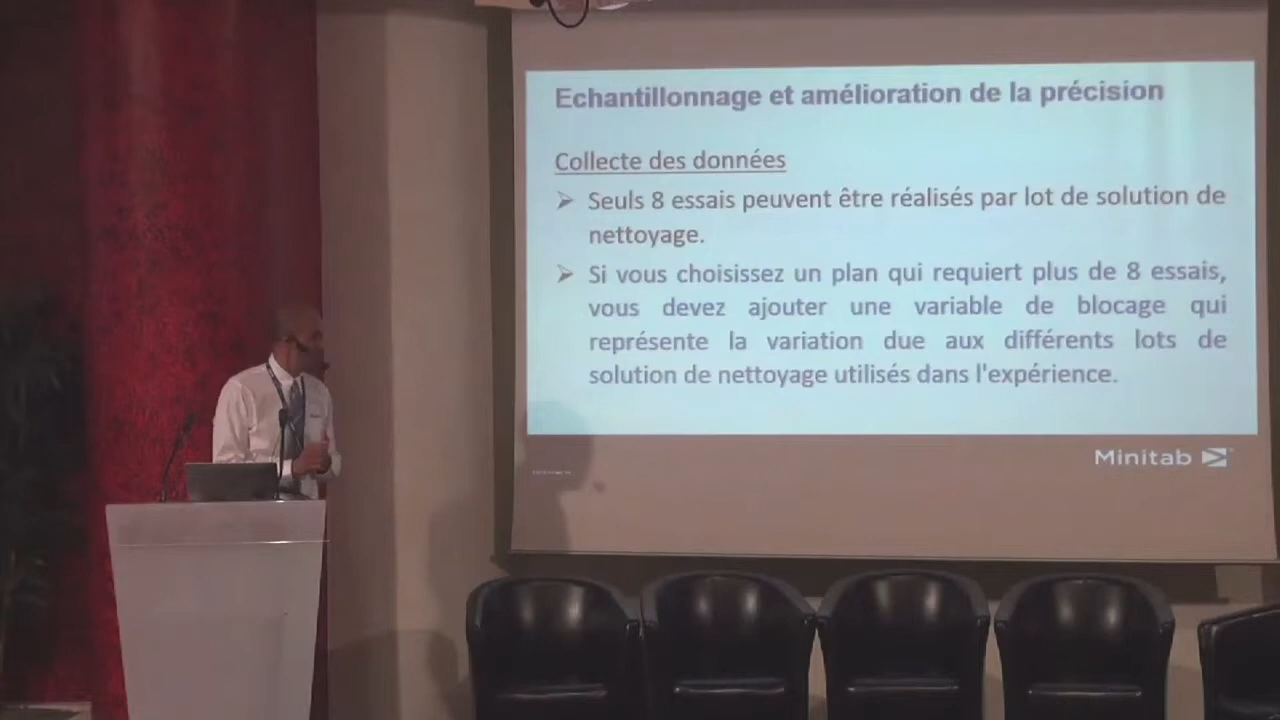 Echantillonnage et amélioration de la précision
Collecte des données
Seuls 8 essais peuvent être réalisés par lot de solution de
nettoyage.
Si vous choisissez un plan qui requiert plus de 8 essais,
vous devez ajouter une variable de blocage qui
représente la variation due aux différents lots de
solution de nettoyage utilisés dans l'expérience.
Minitab